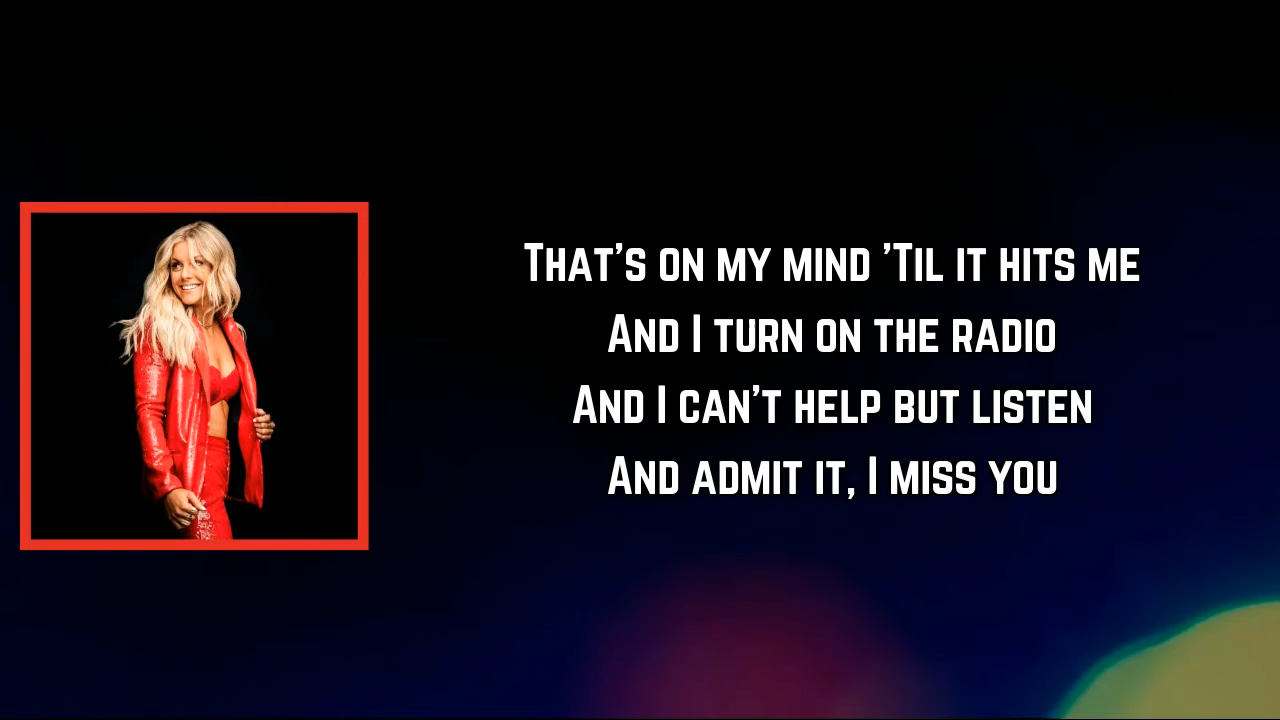 That's on my mind 'Til it hits me
And I turn on the radio
And I can't help but listen
And admit it, I miss you